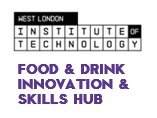 WEST LONDON
INSTITUTE OF
TECHNOLOGY
FOOD & DRINK
INNOVATION &
SKILLS HUB